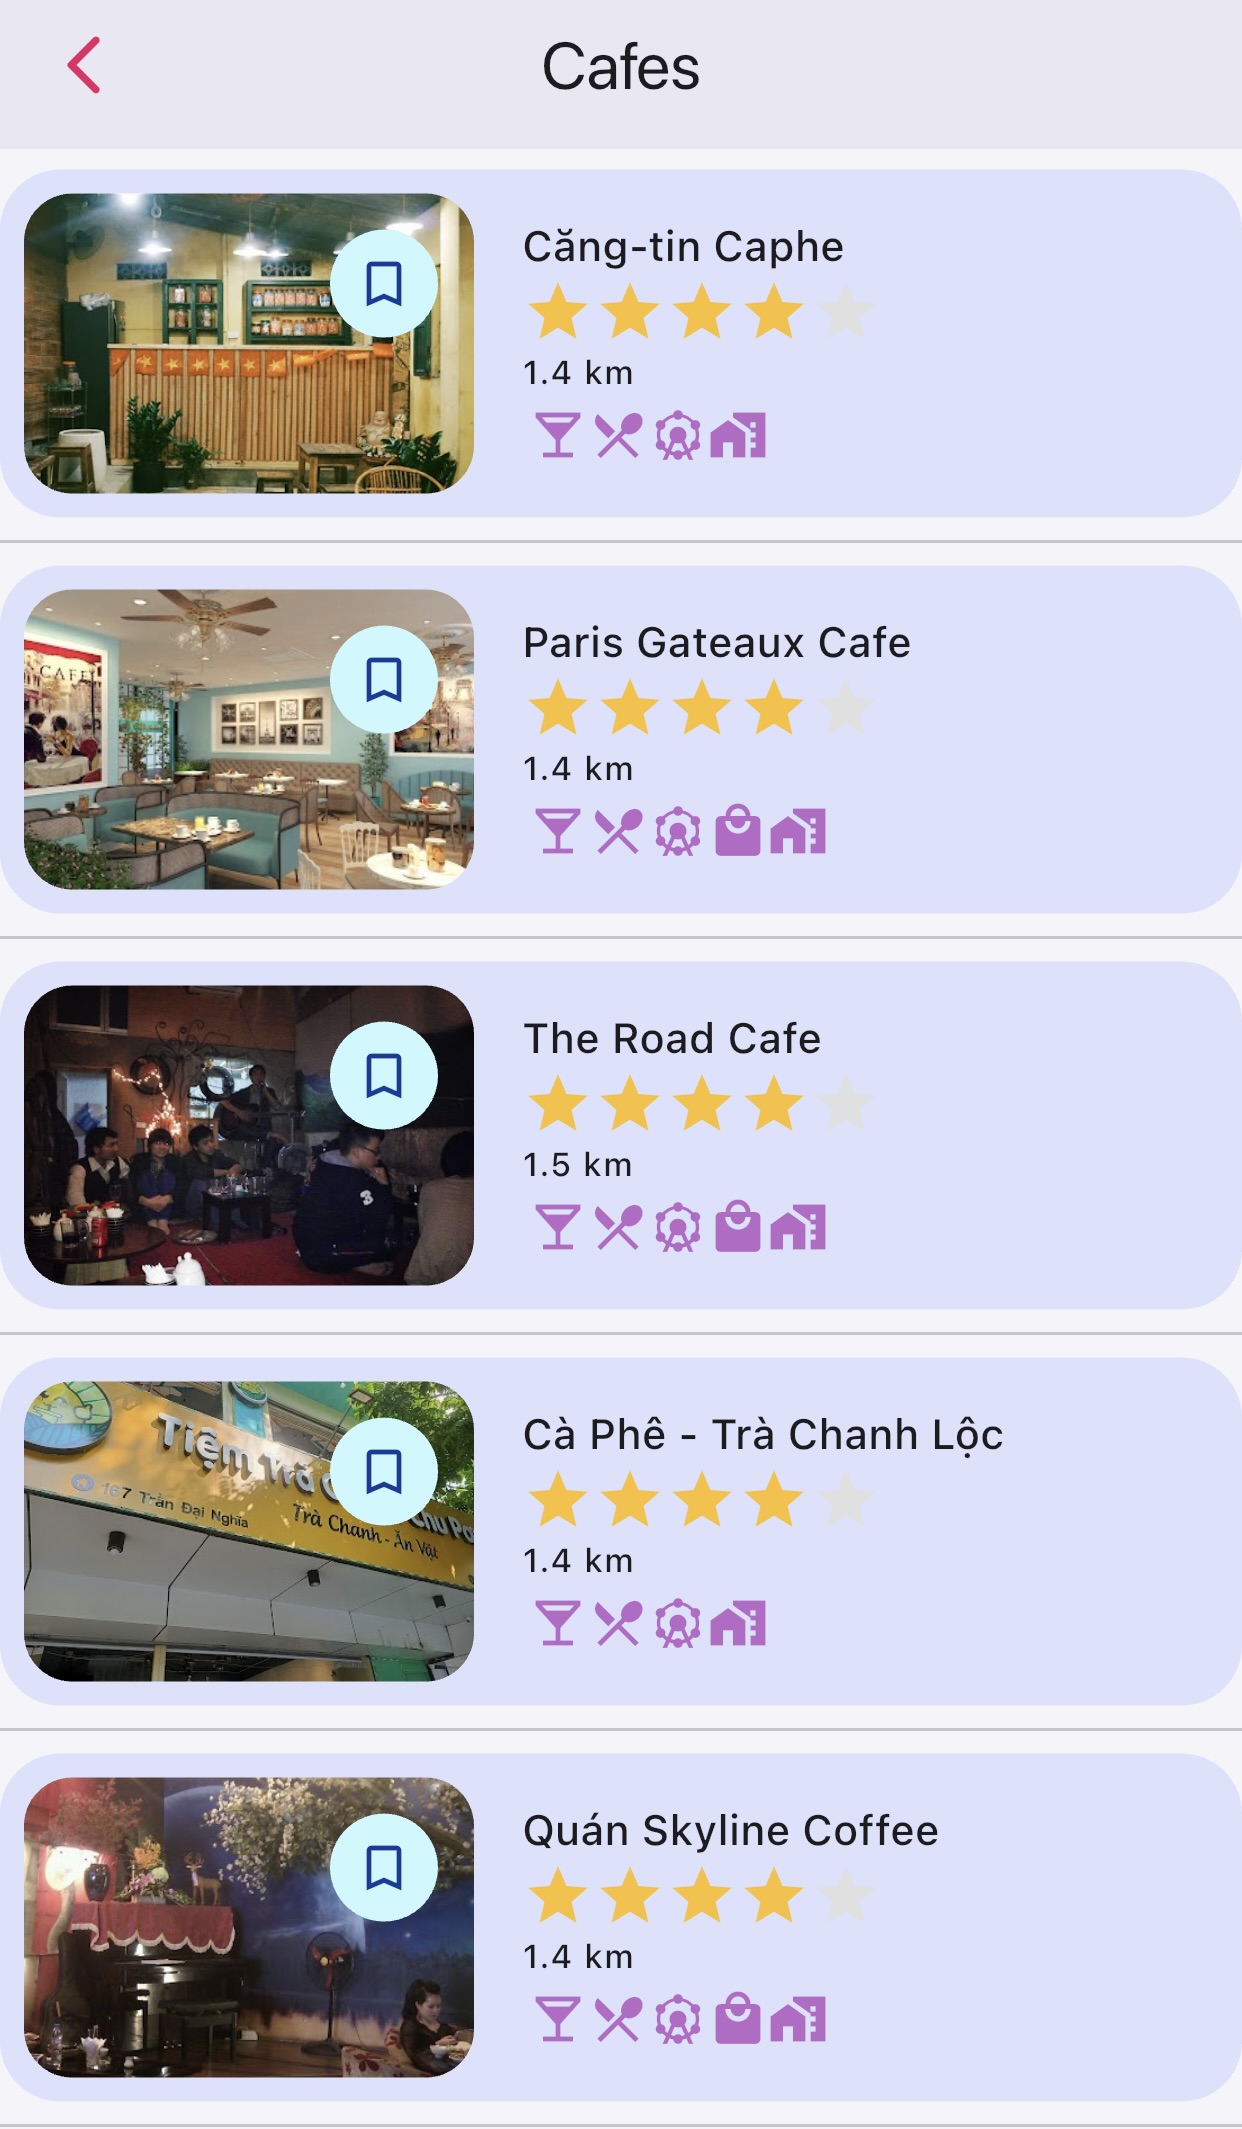 Cafes
Căng-tin Caphe
1.4 km
CAFE
Paris Gateaux Cafe
1.4 km
The Road Cafe
1.5 km
3
Cà Phê - Trà Chanh Lộc
1.4 km
Tiệm Trà
167 Trần Đại Nghĩa
Trà Chanh - Ăn Vặt
Quán Skyline Coffee
1.4 km